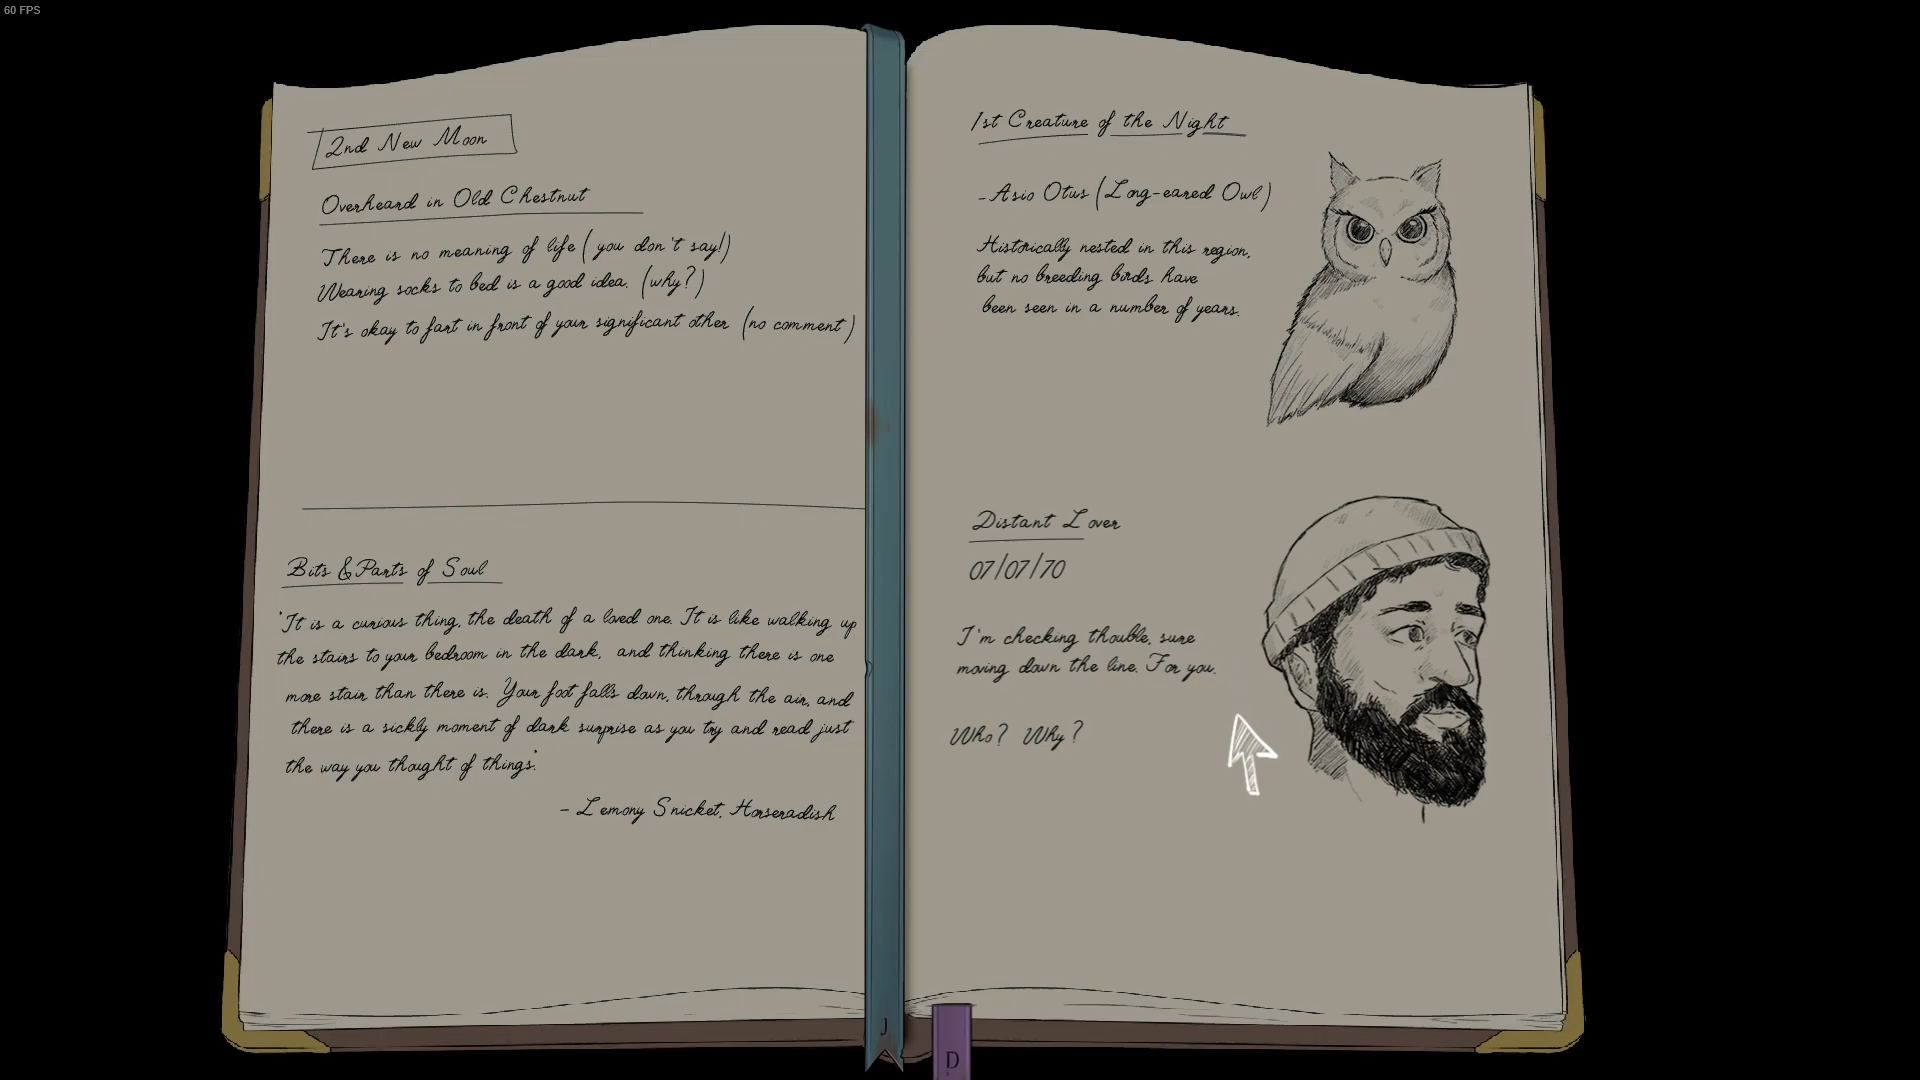 60 FPS
2nd New Moon
Overheard in Old Chestnut
There is no meaning of life (you don't say!)
Wearing socks to bed is a good idea. (why?)
It's okay to fart in front of your significant other (no comment)
Bits & Parts of Soul
"It is a curious thing, the death of a loved one. It is like walking up
the stairs to your bedroom in the dark, and thinking there is one
more stair than there is. Your foot falls down, through the air, and
there is a sickly moment of dark surprise as you try and read just
the way you thought of things."
- Lemony Snicket, Horseradish
1st Creature of the Night
- Asio Otus (Long-eared Owl)
Historically nested in this region,
but no breeding birds have
been seen in a number of years.
Distant Lover
07/07/70
I'm checking thouble, sure
moving down the line. For you.
Who? Why?
J
D